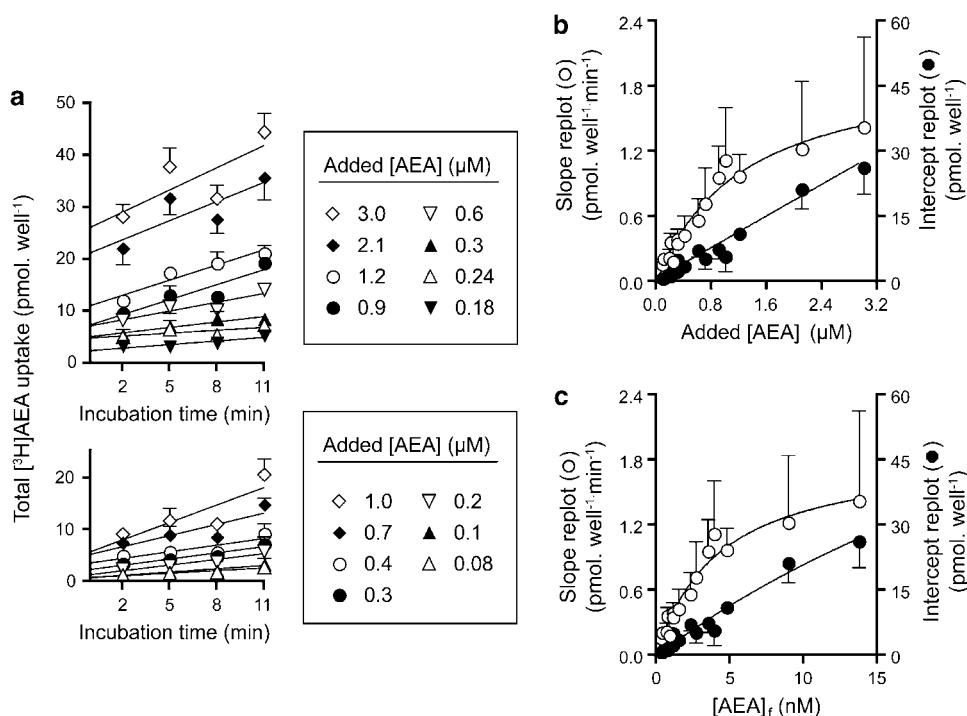 a
Total [³H]AEA uptake (pmol. well⁻¹)
50
40
30
20
10
0
2 5 8 11
Incubation time (min)
Added [AEA] (µM)
3.0 0.6
2.1 0.3
1.2 0.24
0.9 0.18
20
10
0
2 5 8 11
Incubation time (min)
Added [AEA] (µM)
1.0 0.2
0.7 0.1
0.4 0.08
0.3
b
Slope replot (○)
(pmol. well⁻¹·min⁻¹)
2.4
1.8
1.2
0.6
0.0
60
45
30
15
0
Intercept replot (●)
(pmol. well⁻¹)
0.0 0.8 1.6 2.4 3.2
Added [AEA] (µM)
c
Slope replot (○)
(pmol. well⁻¹·min⁻¹)
2.4
1.8
1.2
0.6
0.0
60
45
30
15
0
Intercept replot (●)
(pmol. well⁻¹)
0 5 10 15
[AEA]f (nM)